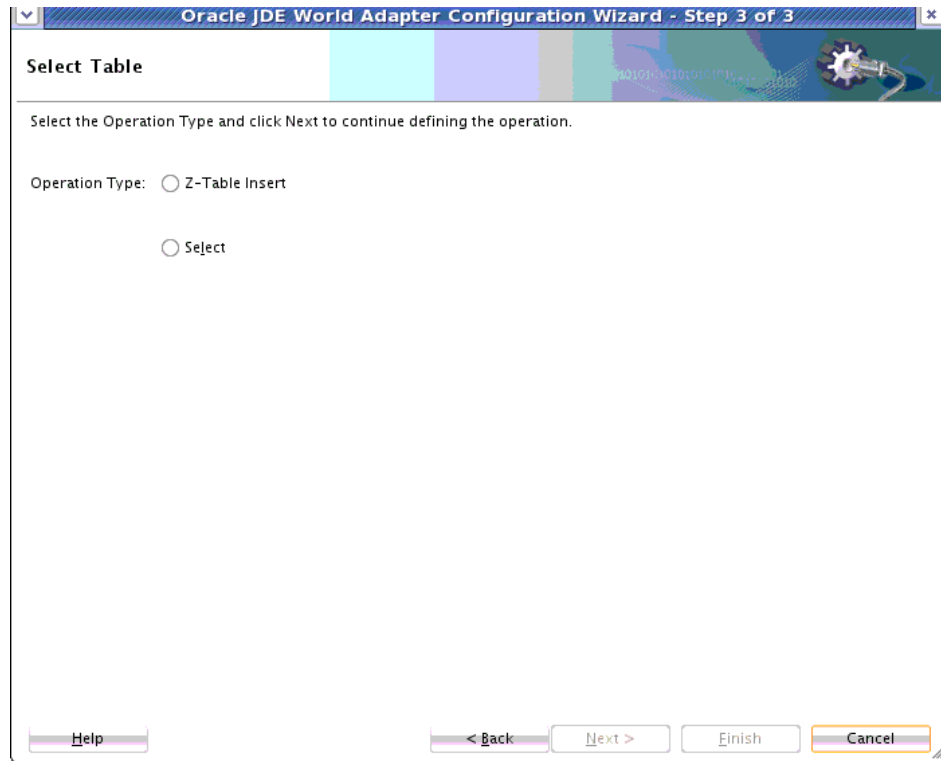 Oracle JDE World Adapter Configuration Wizard - Step 3 of 3
Select Table
Select the Operation Type and click Next to continue defining the operation.
Operation Type: Z-Table Insert
Select
Help < Back Next > Finish Cancel